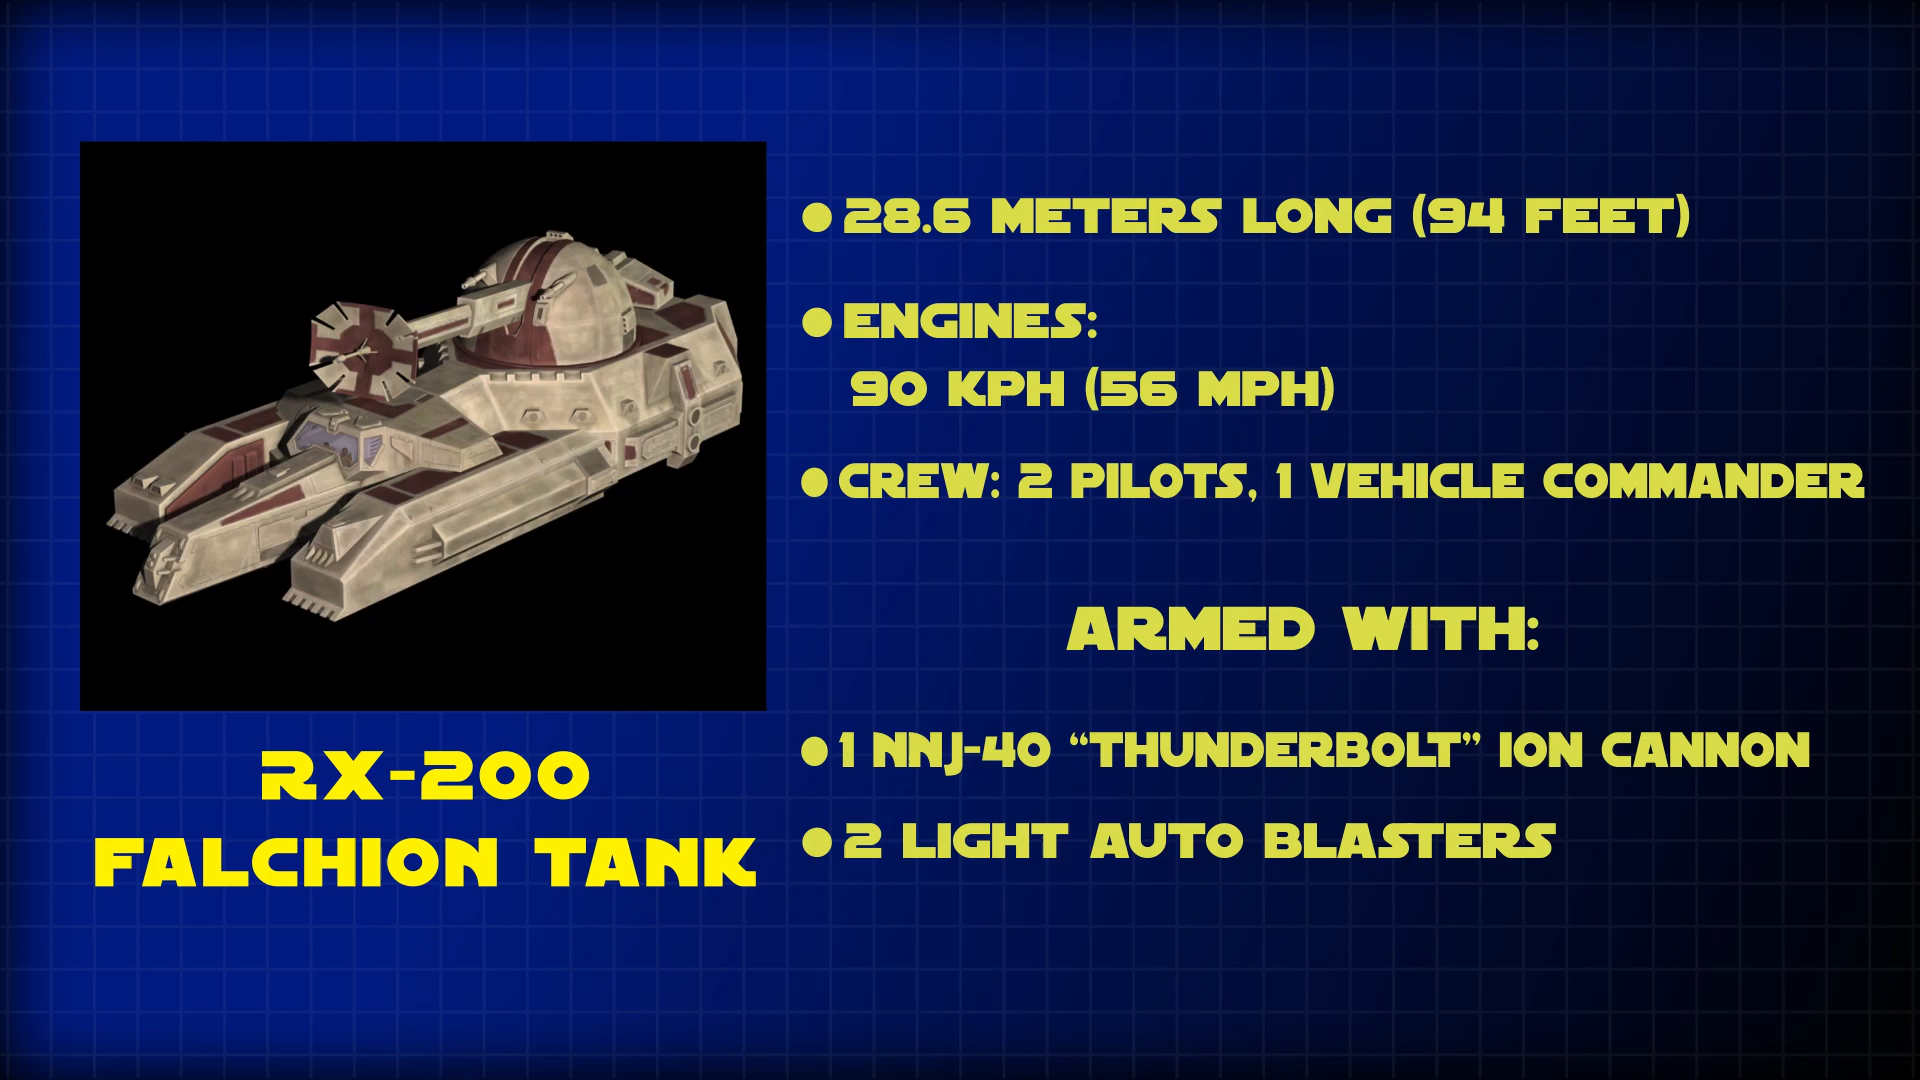 • 28.6 METERS LONG (94 FEET)
• ENGINES:
90 KPH (56 MPH)
• CREW: 2 PILOTS, 1 VEHICLE COMMANDER
ARMED WITH:
• 1 NNJ-40 “THUNDERBOLT” ION CANNON
• 2 LIGHT AUTO BLASTERS
RX-200
FALCHION TANK